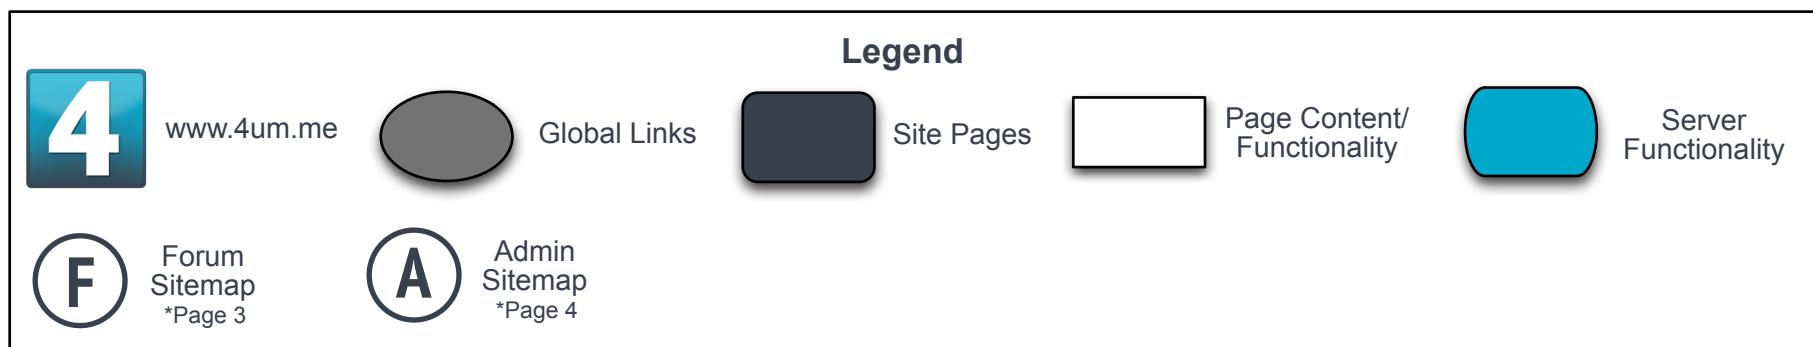 Legend
4
www.4um.me
Global Links
Site Pages
Page Content/
Functionality
Server
Functionality
F
Forum
Sitemap
*Page 3
A
Admin
Sitemap
*Page 4